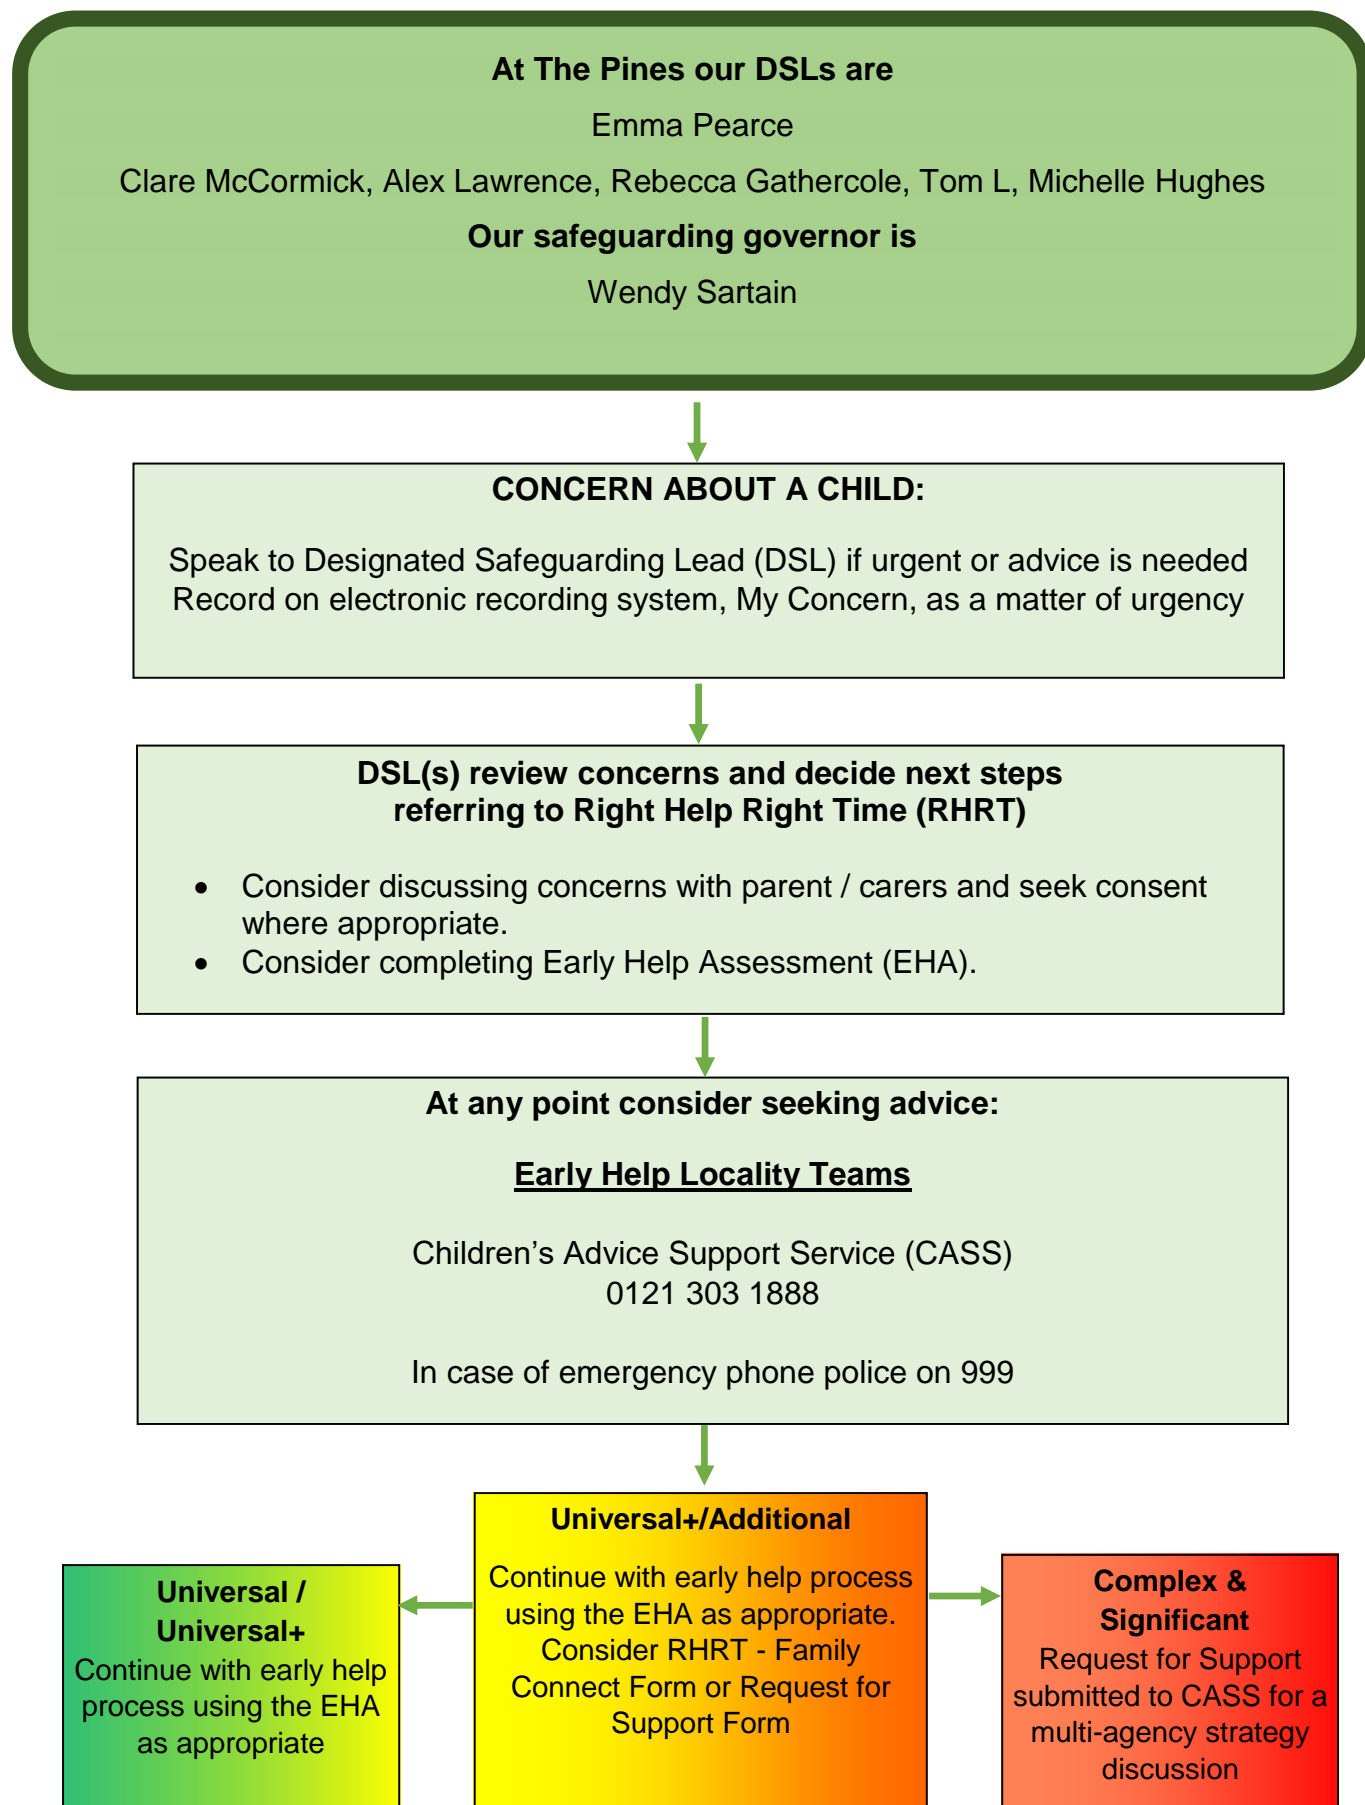 At The Pines our DSLs are
Emma Pearce
Clare McCormick, Alex Lawrence, Rebecca Gathercole, Tom L, Michelle Hughes
Our safeguarding governor is
Wendy Sartain
CONCERN ABOUT A CHILD:
Speak to Designated Safeguarding Lead (DSL) if urgent or advice is needed
Record on electronic recording system, My Concern, as a matter of urgency
DSL(s) review concerns and decide next steps
referring to Right Help Right Time (RHRT)
• Consider discussing concerns with parent / carers and seek consent
where appropriate.
• Consider completing Early Help Assessment (EHA).
At any point consider seeking advice:
Early Help Locality Teams
Children’s Advice Support Service (CASS)
0121 303 1888
In case of emergency phone police on 999
Universal /
Universal+
Continue with early help
process using the EHA
as appropriate
Universal+/Additional
Continue with early help process
using the EHA as appropriate.
Consider RHRT - Family
Connect Form or Request for
Support Form
Complex &
Significant
Request for Support
submitted to CASS for a
multi-agency strategy
discussion